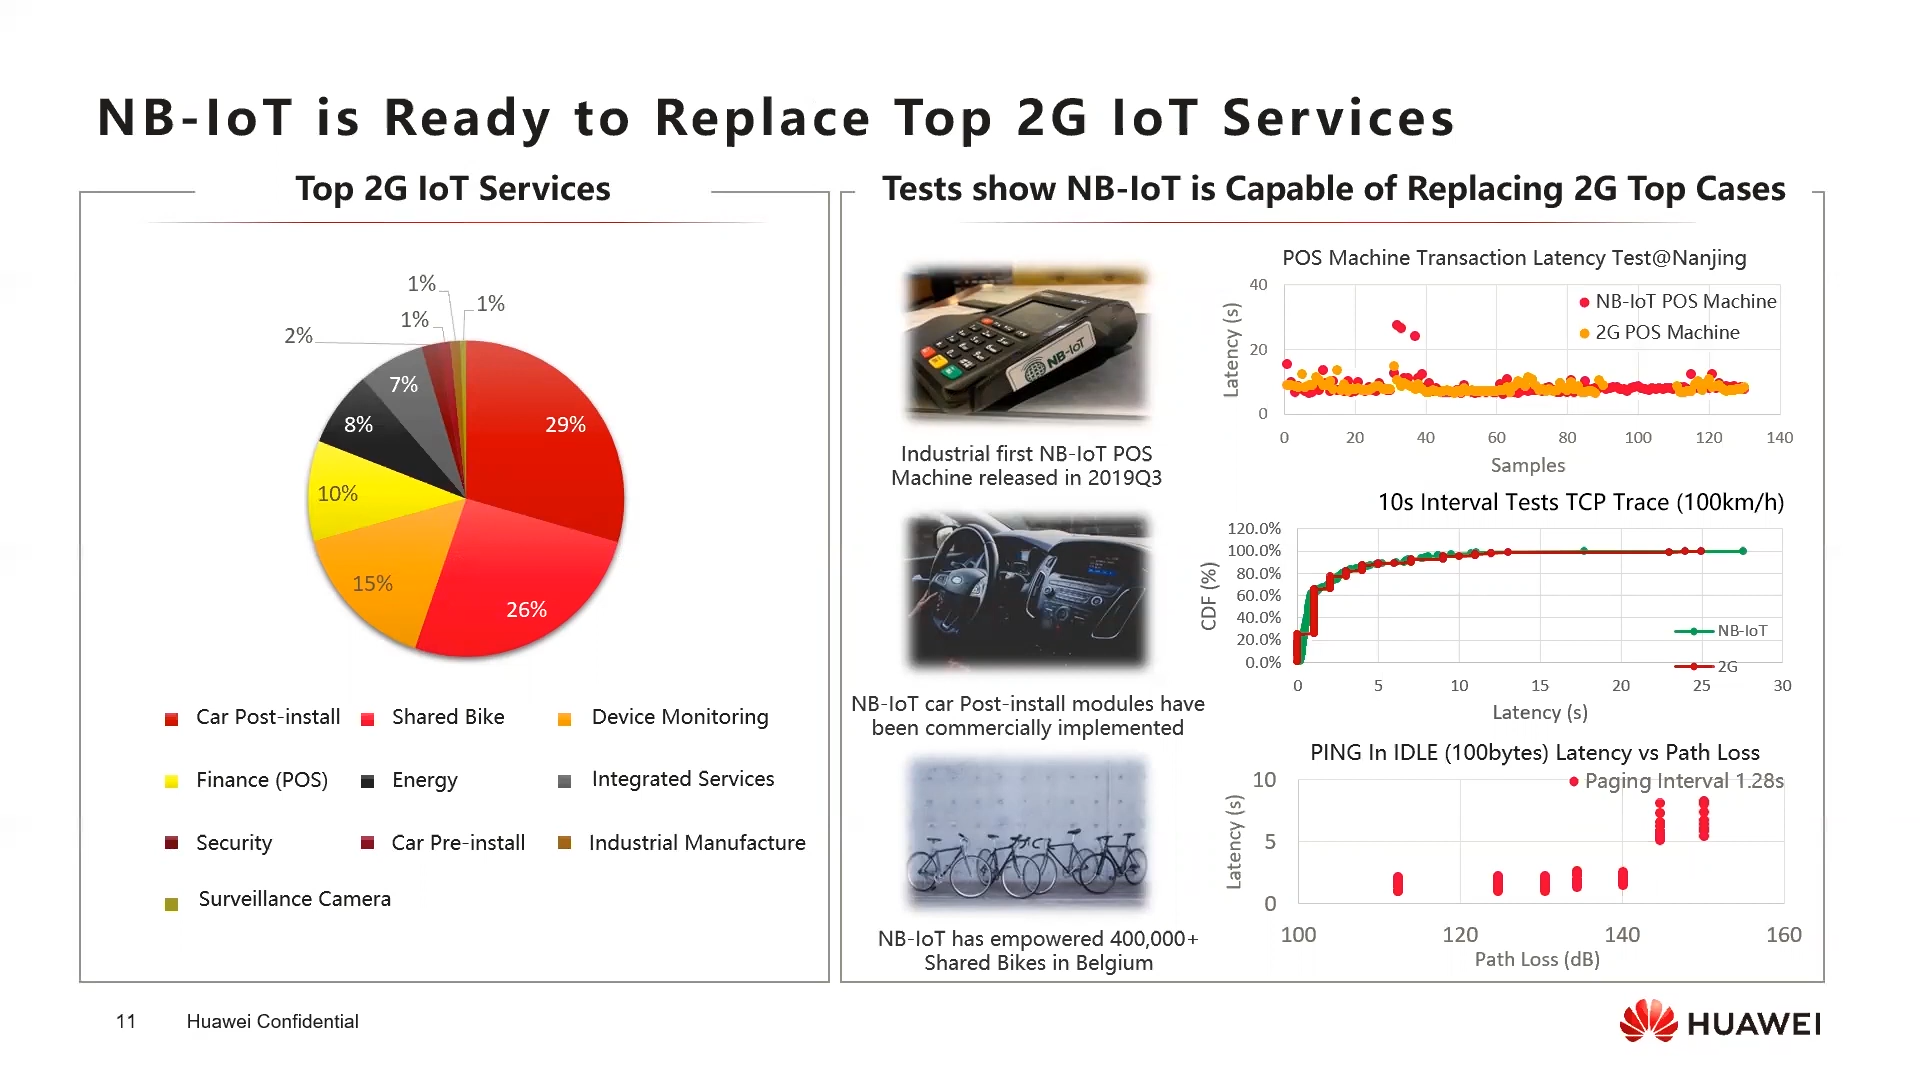 NB-IoT is Ready to Replace Top 2G IoT Services
Top 2G IoT Services
1%
1%
1%
2%
7%
29%
8%
10%
15%
26%
Car Post-install
Shared Bike
Device Monitoring
Finance (POS)
Energy
Integrated Services
Security
Car Pre-install
Industrial Manufacture
Surveillance Camera
Tests show NB-IoT is Capable of Replacing 2G Top Cases
NB-IoT
Industrial first NB-IoT POS
Machine released in 2019Q3
POS Machine Transaction Latency Test@Nanjing
Latency (s)
40
20
0
NB-IoT POS Machine
2G POS Machine
0 20 40 60 80 100 120 140
Samples
NB-IoT car Post-install modules have
been commercially implemented
10s Interval Tests TCP Trace (100km/h)
CDF (%)
120.0%
100.0%
80.0%
60.0%
40.0%
20.0%
0.0%
NB-IoT
2G
0 5 10 15 20 25 30
Latency (s)
NB-IoT has empowered 400,000+
Shared Bikes in Belgium
PING In IDLE (100bytes) Latency vs Path Loss
Paging Interval 1.28s
Latency (s)
10
5
0
100 120 140 160
Path Loss (dB)
11
Huawei Confidential
HUAWEI